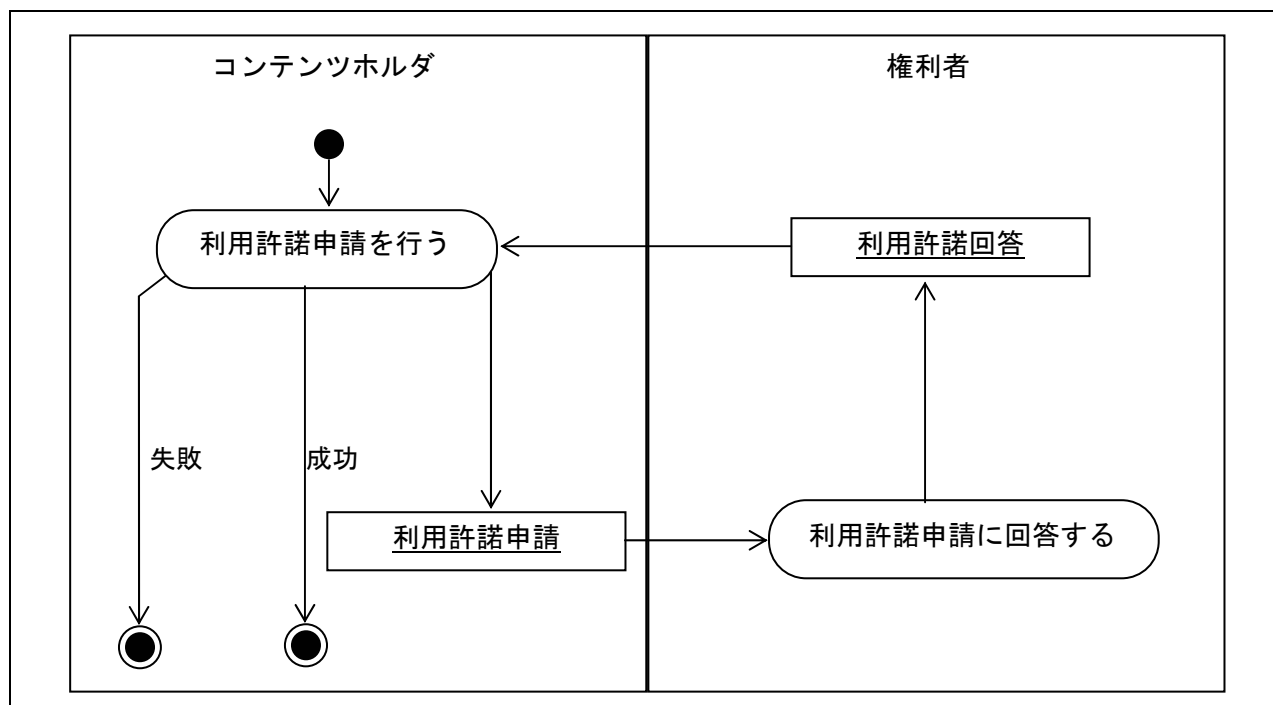 コンテンツホルダ
権利者
利用許諾申請を行う
利用許諾回答
失敗
成功
利用許諾申請
利用許諾申請に回答する